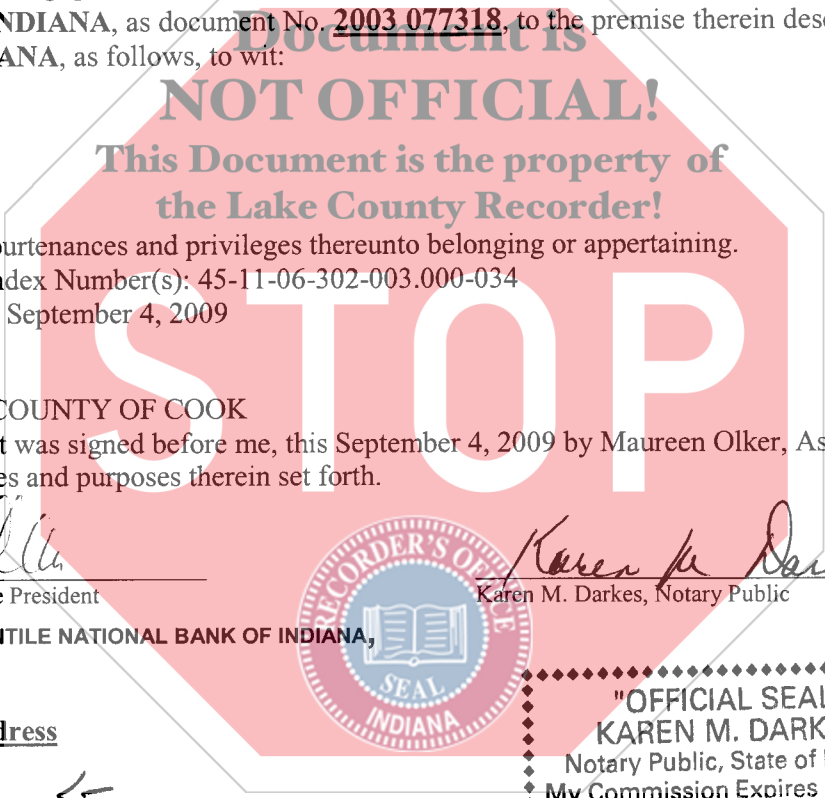 NDIANA, as document No. 2003 077318, to the premise therein desc
ANA, as follows, to wit:
Document is
NOT OFFICIAL!
This Document is the property of
the Lake County Recorder!
purtenances and privileges thereunto belonging or appertaining.
ndex Number(s): 45-11-06-302-003.000-034
September 4, 2009
STOP
COUNTY OF COOK
t was signed before me, this September 4, 2009 by Maureen Olker, As
es and purposes therein set forth.
Karen M Dar
President
Karen M. Darkes, Notary Public
TILE NATIONAL BANK OF INDIANA,
RECORDER'S OFFICE
SEAL
INDIANA
dress
"OFFICIAL SEAL
KAREN M. DARK
Notary Public, State of
My Commission Expires